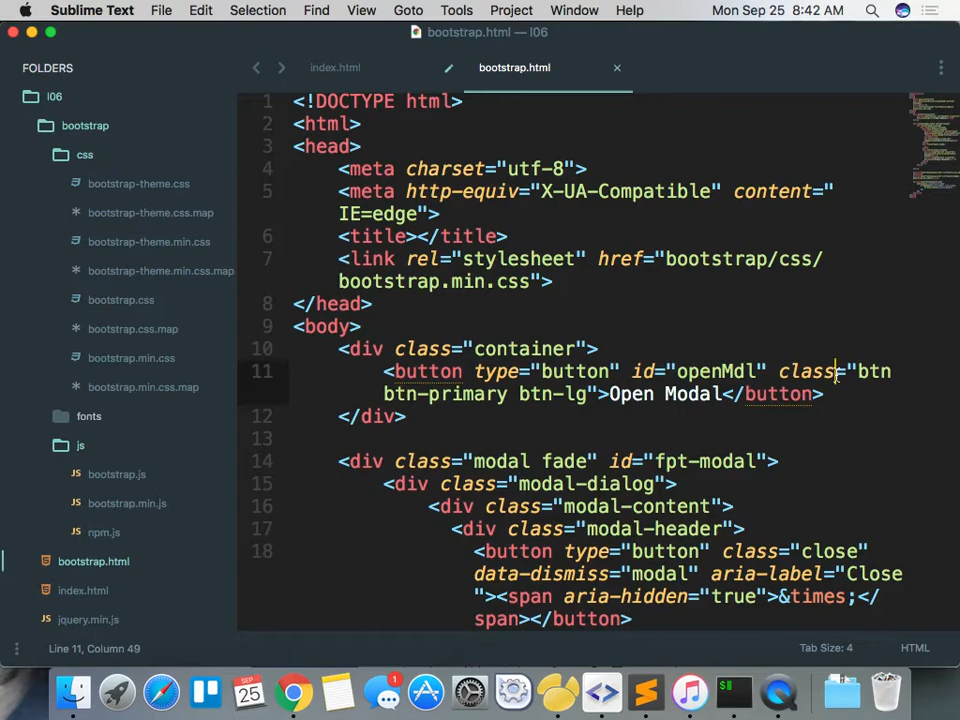 Sublime Text File Edit Selection Find View Goto Tools Project Window Help Mon Sep 25 8:42 AM
bootstrap.html — l06
FOLDERS
l06
bootstrap
css
bootstrap-theme.css
bootstrap-theme.css.map
bootstrap-theme.min.css
bootstrap-theme.min.css.map
bootstrap.css
bootstrap.css.map
bootstrap.min.css
bootstrap.min.css.map
fonts
js
bootstrap.js
bootstrap.min.js
npm.js
bootstrap.html
index.html
jquery.min.js
index.html bootstrap.html
1 <!DOCTYPE html>
2 <html>
3 <head>
4 <meta charset="utf-8">
5 <meta http-equiv="X-UA-Compatible" content="
IE=edge">
6 <title></title>
7 <link rel="stylesheet" href="bootstrap/css/
bootstrap.min.css">
8 </head>
9 <body>
10 <div class="container">
11 <button type="button" id="openMdl" class="btn
btn-primary btn-lg">Open Modal</button>
12 </div>
13
14 <div class="modal fade" id="fpt-modal">
15 <div class="modal-dialog">
16 <div class="modal-content">
17 <div class="modal-header">
18 <button type="button" class="close"
data-dismiss="modal" aria-label="Close
"><span aria-hidden="true">&times;</
span></button>
Line 11, Column 49 Tab Size: 4 HTML
SEP
25
1